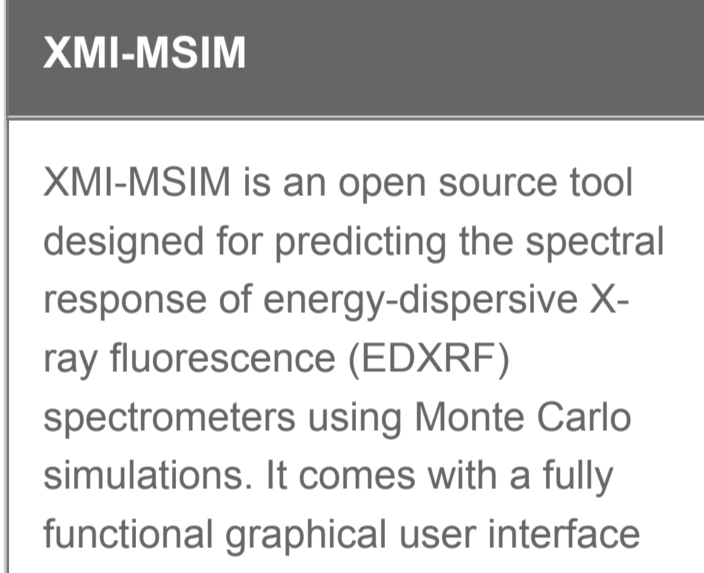 XMI-MSIM
XMI-MSIM is an open source tool
designed for predicting the spectral
response of energy-dispersive X-
ray fluorescence (EDXRF)
spectrometers using Monte Carlo
simulations. It comes with a fully
functional graphical user interface